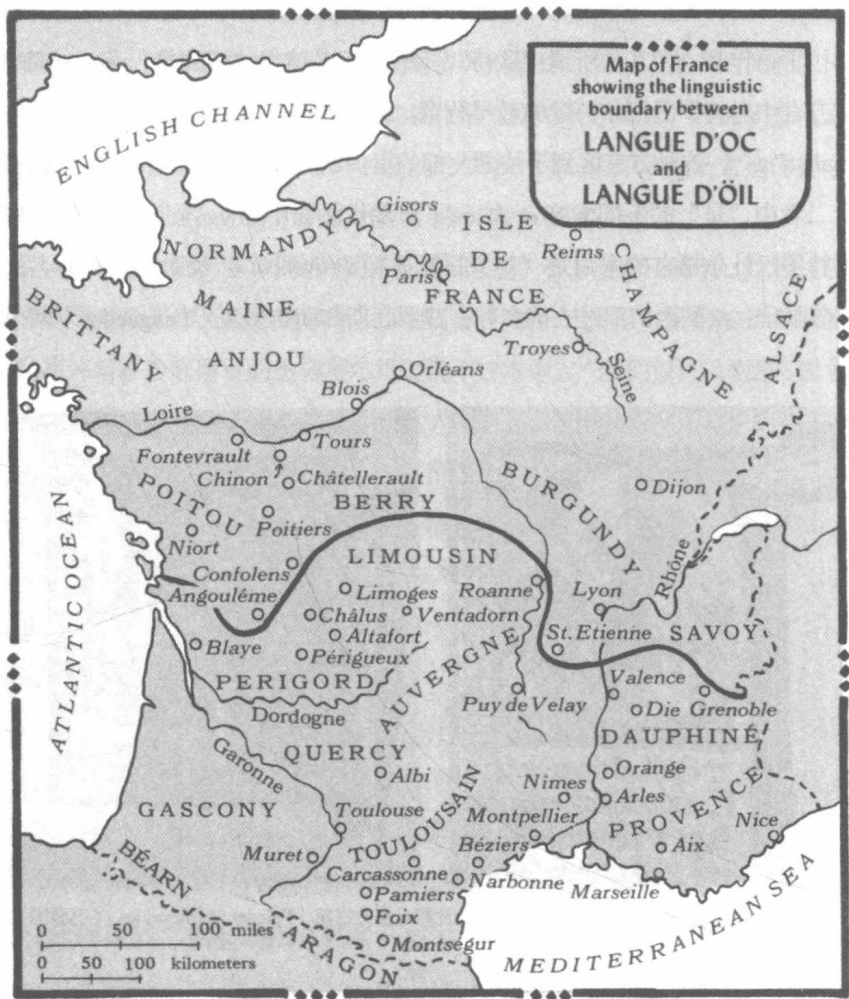 Map of France
showing the linguistic
boundary between
LANGUE D'OC
and
LANGUE D'ÖIL
ENGLISH CHANNEL
Gisors
ISLE
DE
FRANCE
Reims
CHAMPAGNE
NORMANDY
Paris
MAINE
BRITTANY
ANJOU
Troyes
Seine
ALSACE
Orléans
Blois
Loire
Tours
Fontevrault
Chinon
Châtellerault
BURGUNDY
Dijon
POITOU
BERRY
Poitiers
Niort
ATLANTIC OCEAN
LIMOUSIN
Confolens
Angoulême
Limoges
Roanne
Lyon
Rhône
Châlus
Ventadorn
Altafort
St. Etienne
SAVOY
Blaye
Périgueux
AUVERGNE
PERIGORD
Valence
Puy de Velay
Die
Grenoble
Dordogne
DAUPHINÉ
Garonne
QUERCY
Albi
Orange
Nimes
Arles
GASCONY
Toulouse
TOULOUSAIN
Montpellier
PROVENCE
Nice
Muret
Béziers
Aix
BÉARN
Carcassonne
Narbonne
Marseille
Pamiers
Foix
Montségur
ARAGON
MEDITERRANEAN SEA
0 50 100 miles
0 50 100 kilometers